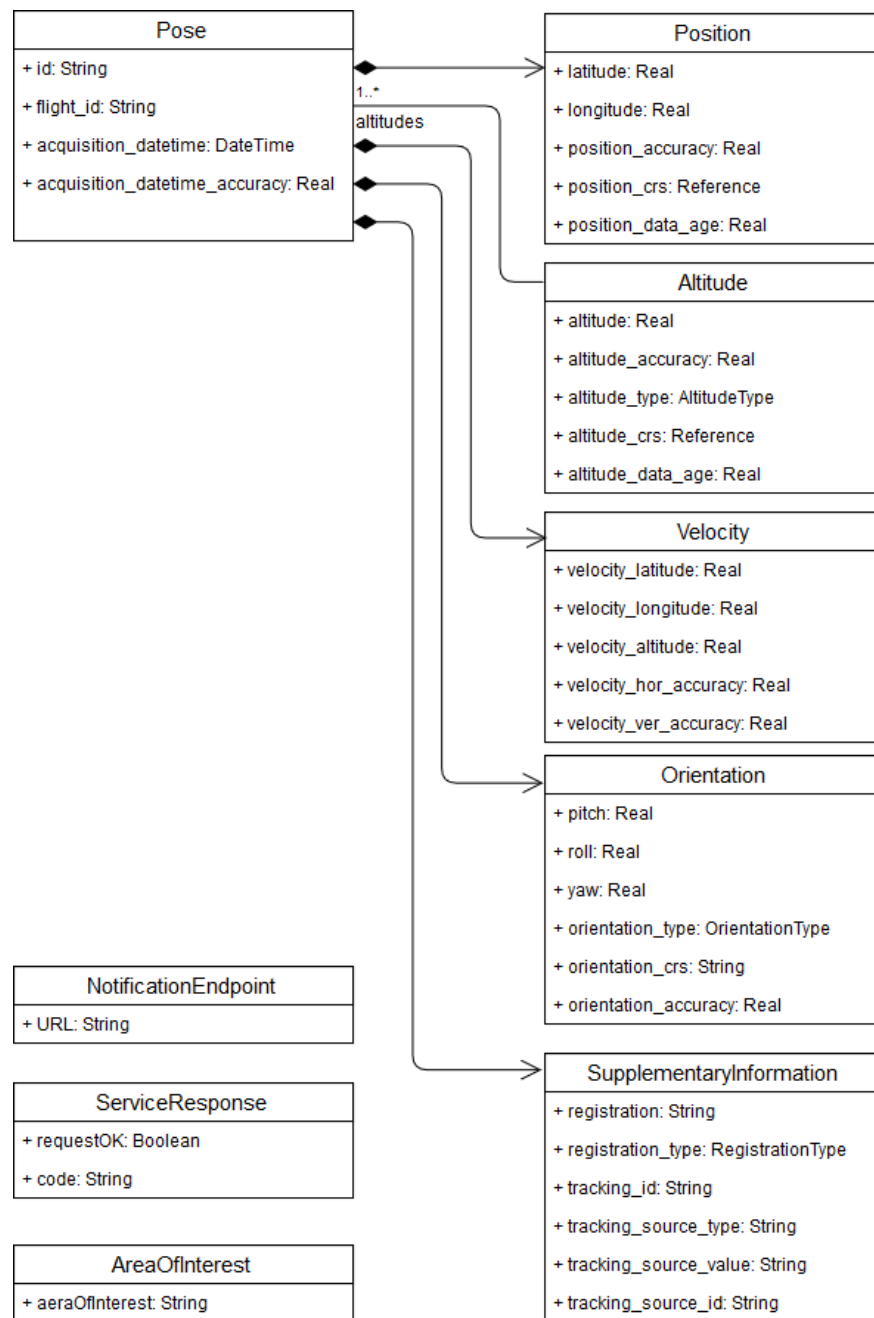 Pose
+ id: String
+ flight_id: String
+ acquisition_datetime: DateTime
+ acquisition_datetime_accuracy: Real
1..*
altitudes
Position
+ latitude: Real
+ longitude: Real
+ position_accuracy: Real
+ position_crs: Reference
+ position_data_age: Real
Altitude
+ altitude: Real
+ altitude_accuracy: Real
+ altitude_type: AltitudeType
+ altitude_crs: Reference
+ altitude_data_age: Real
Velocity
+ velocity_latitude: Real
+ velocity_longitude: Real
+ velocity_altitude: Real
+ velocity_hor_accuracy: Real
+ velocity_ver_accuracy: Real
Orientation
+ pitch: Real
+ roll: Real
+ yaw: Real
+ orientation_type: OrientationType
+ orientation_crs: String
+ orientation_accuracy: Real
NotificationEndpoint
+ URL: String
ServiceResponse
+ requestOK: Boolean
+ code: String
AreaOfInterest
+ aeraOfInterest: String
SupplementaryInformation
+ registration: String
+ registration_type: RegistrationType
+ tracking_id: String
+ tracking_source_type: String
+ tracking_source_value: String
+ tracking_source_id: String